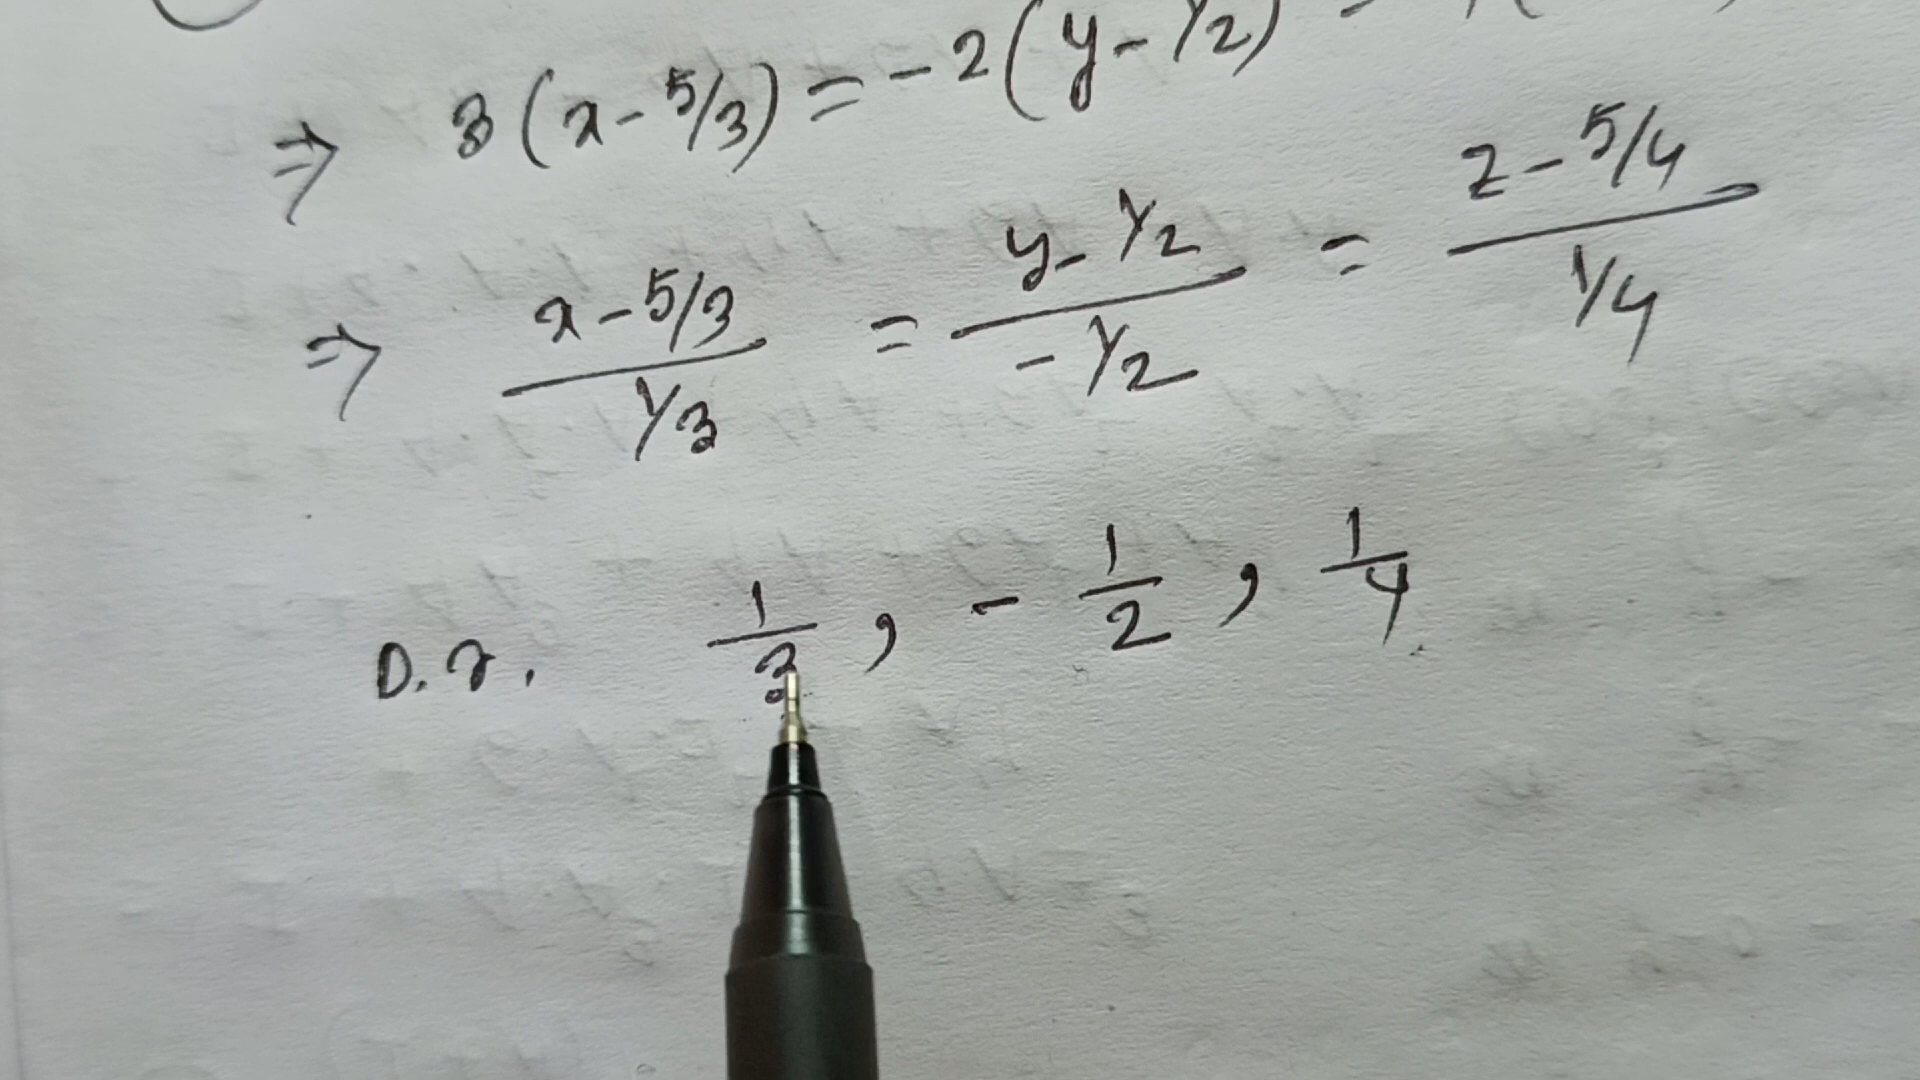 ⇒ 3(x - 5/3) = -2(y - 1/2) =
⇒ (x - 5/3)/(1/3) = (y - 1/2)/(-1/2) = (z - 5/4)/(1/4)
D.r. 1/3, -1/2, 1/4